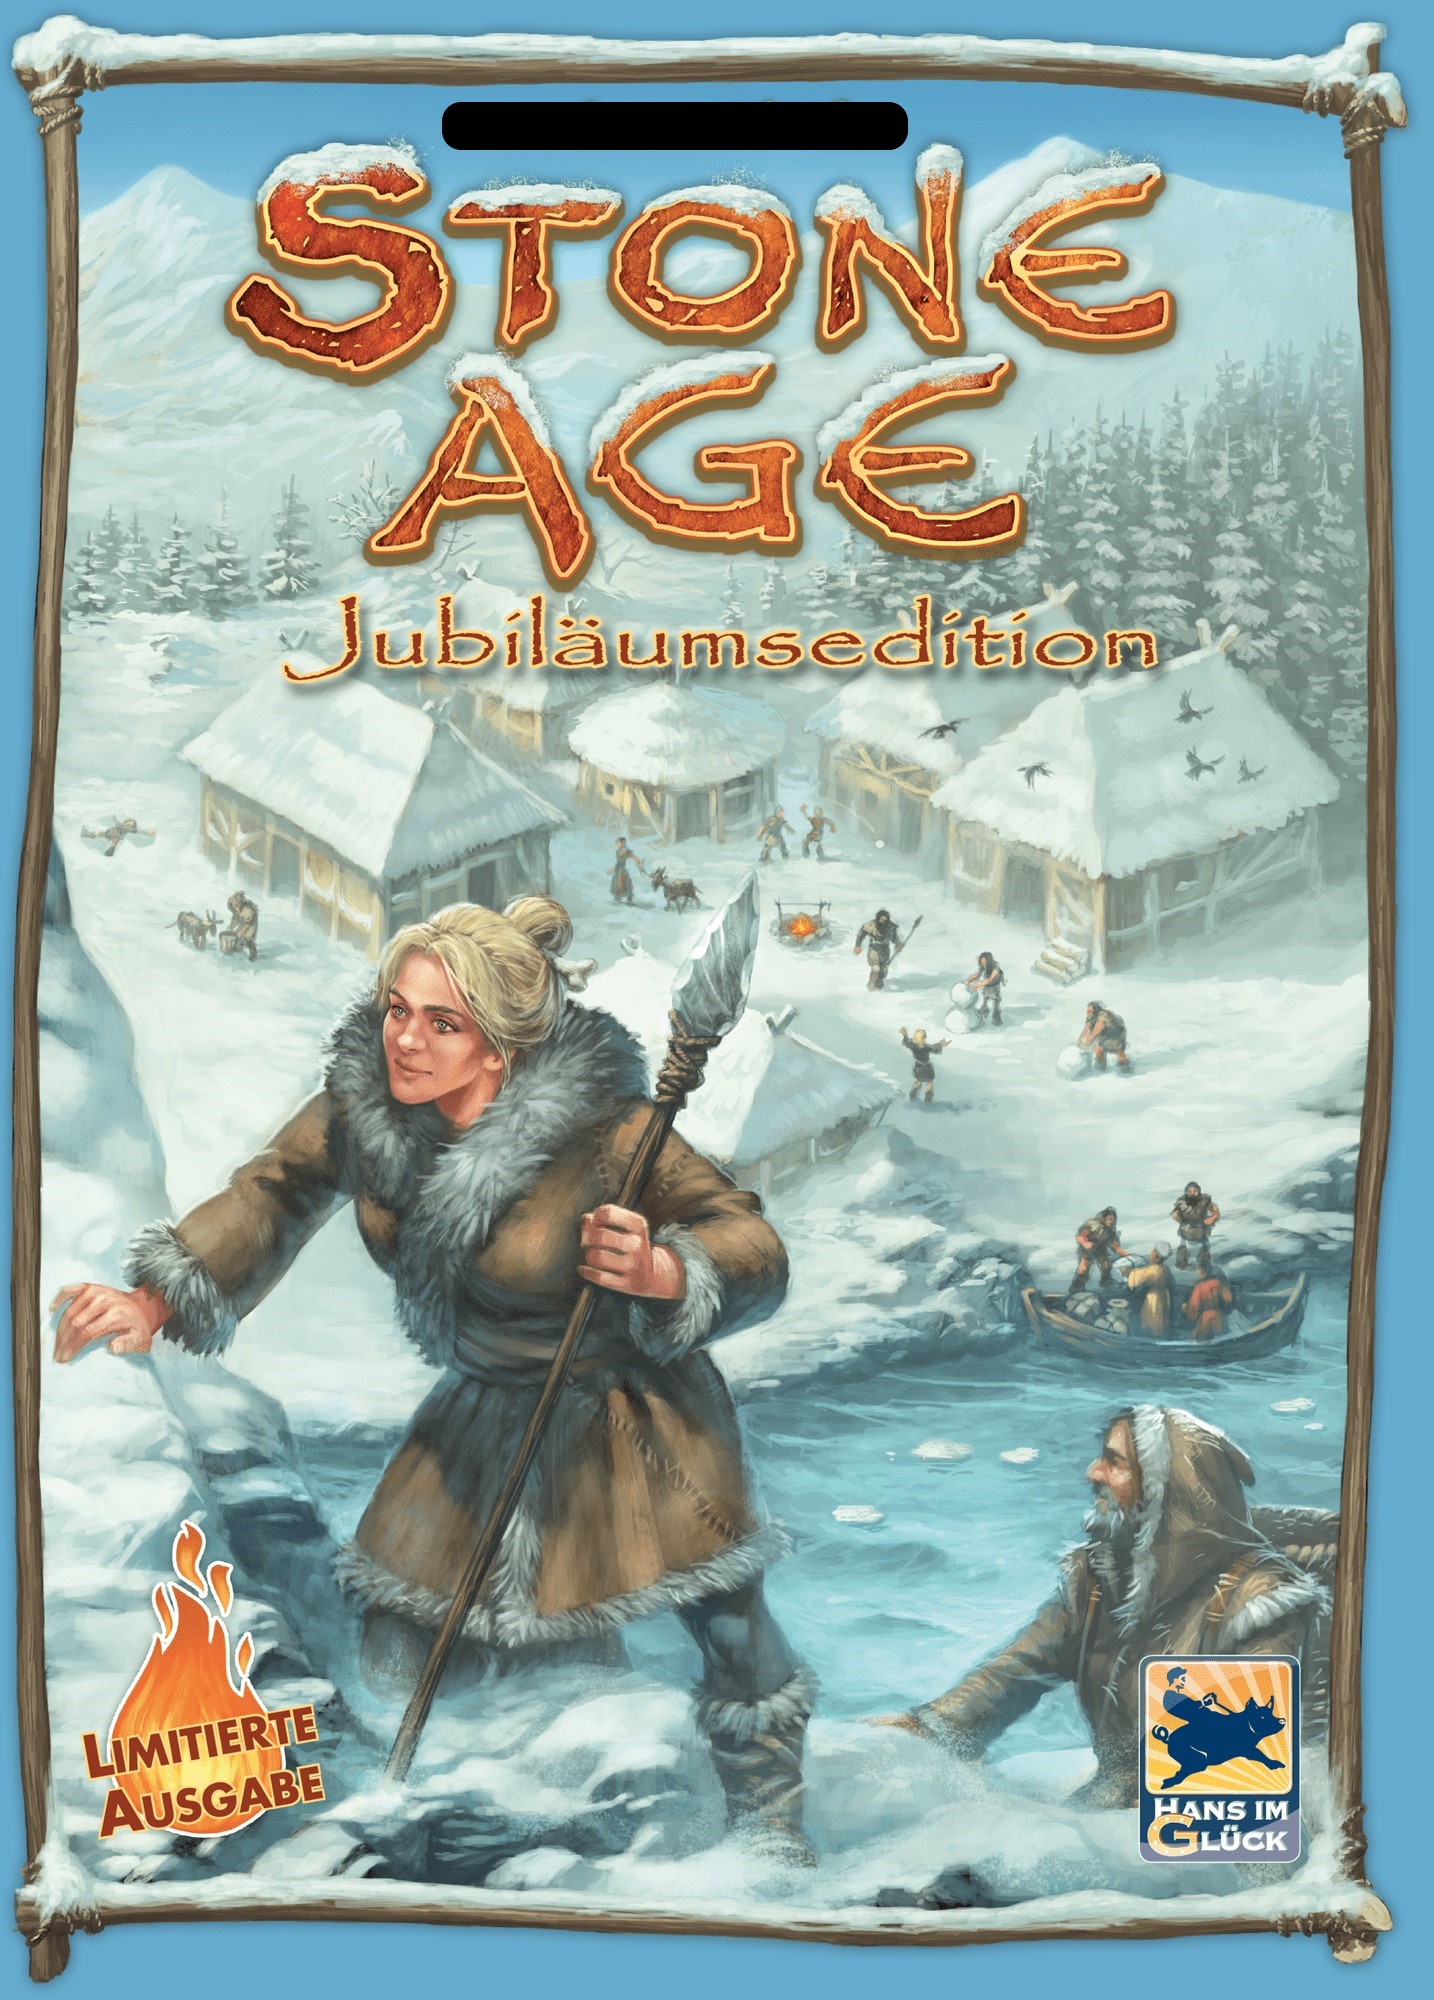 STONE
AGE
Jubiläumsedition
LIMITIERTE
AUSGABE
HANS IM
GLÜCK